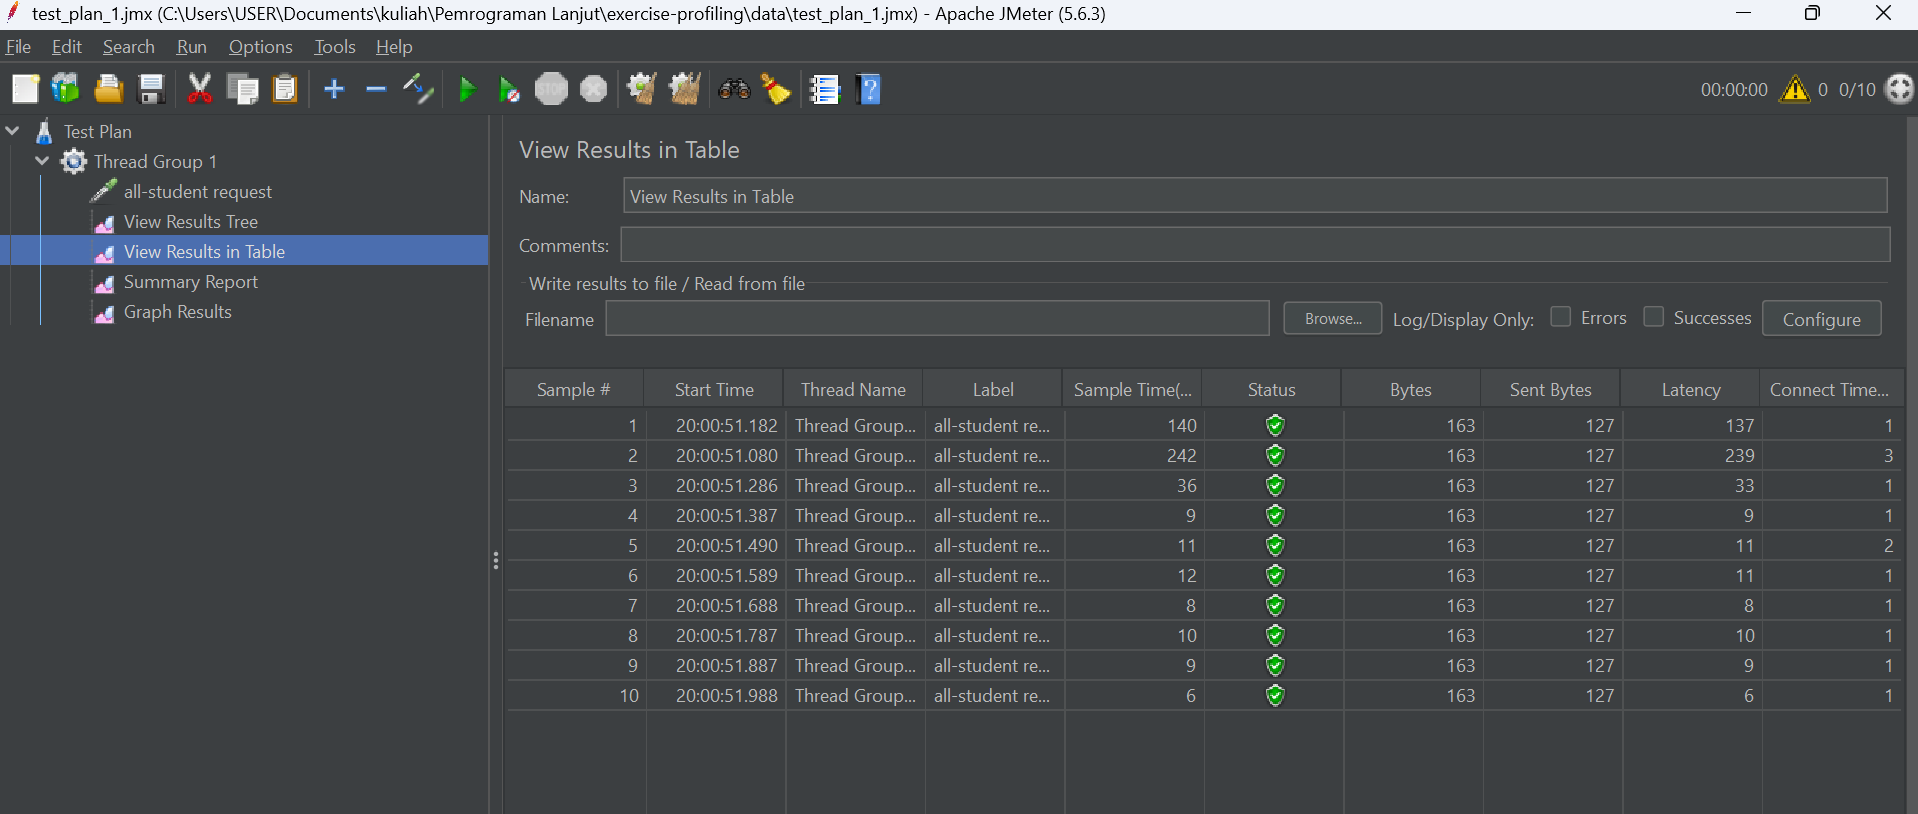 test_plan_1.jmx (C:\Users\USER\Documents\kuliah\Pemrograman Lanjut\exercise-profiling\data\test_plan_1.jmx) - Apache JMeter (5.6.3)
File Edit Search Run Options Tools Help
STOP ? 00:00:00 0 0/10
Test Plan
Thread Group 1
all-student request
View Results Tree
View Results in Table
Summary Report
Graph Results
View Results in Table
Name: View Results in Table
Comments:
Write results to file / Read from file
Filename Browse... Log/Display Only: Errors Successes Configure
Sample # Start Time Thread Name Label Sample Time(... Status Bytes Sent Bytes Latency Connect Time...
1 20:00:51.182 Thread Group... all-student re... 140 163 127 137 1
2 20:00:51.080 Thread Group... all-student re... 242 163 127 239 3
3 20:00:51.286 Thread Group... all-student re... 36 163 127 33 1
4 20:00:51.387 Thread Group... all-student re... 9 163 127 9 1
5 20:00:51.490 Thread Group... all-student re... 11 163 127 11 2
6 20:00:51.589 Thread Group... all-student re... 12 163 127 11 1
7 20:00:51.688 Thread Group... all-student re... 8 163 127 8 1
8 20:00:51.787 Thread Group... all-student re... 10 163 127 10 1
9 20:00:51.887 Thread Group... all-student re... 9 163 127 9 1
10 20:00:51.988 Thread Group... all-student re... 6 163 127 6 1